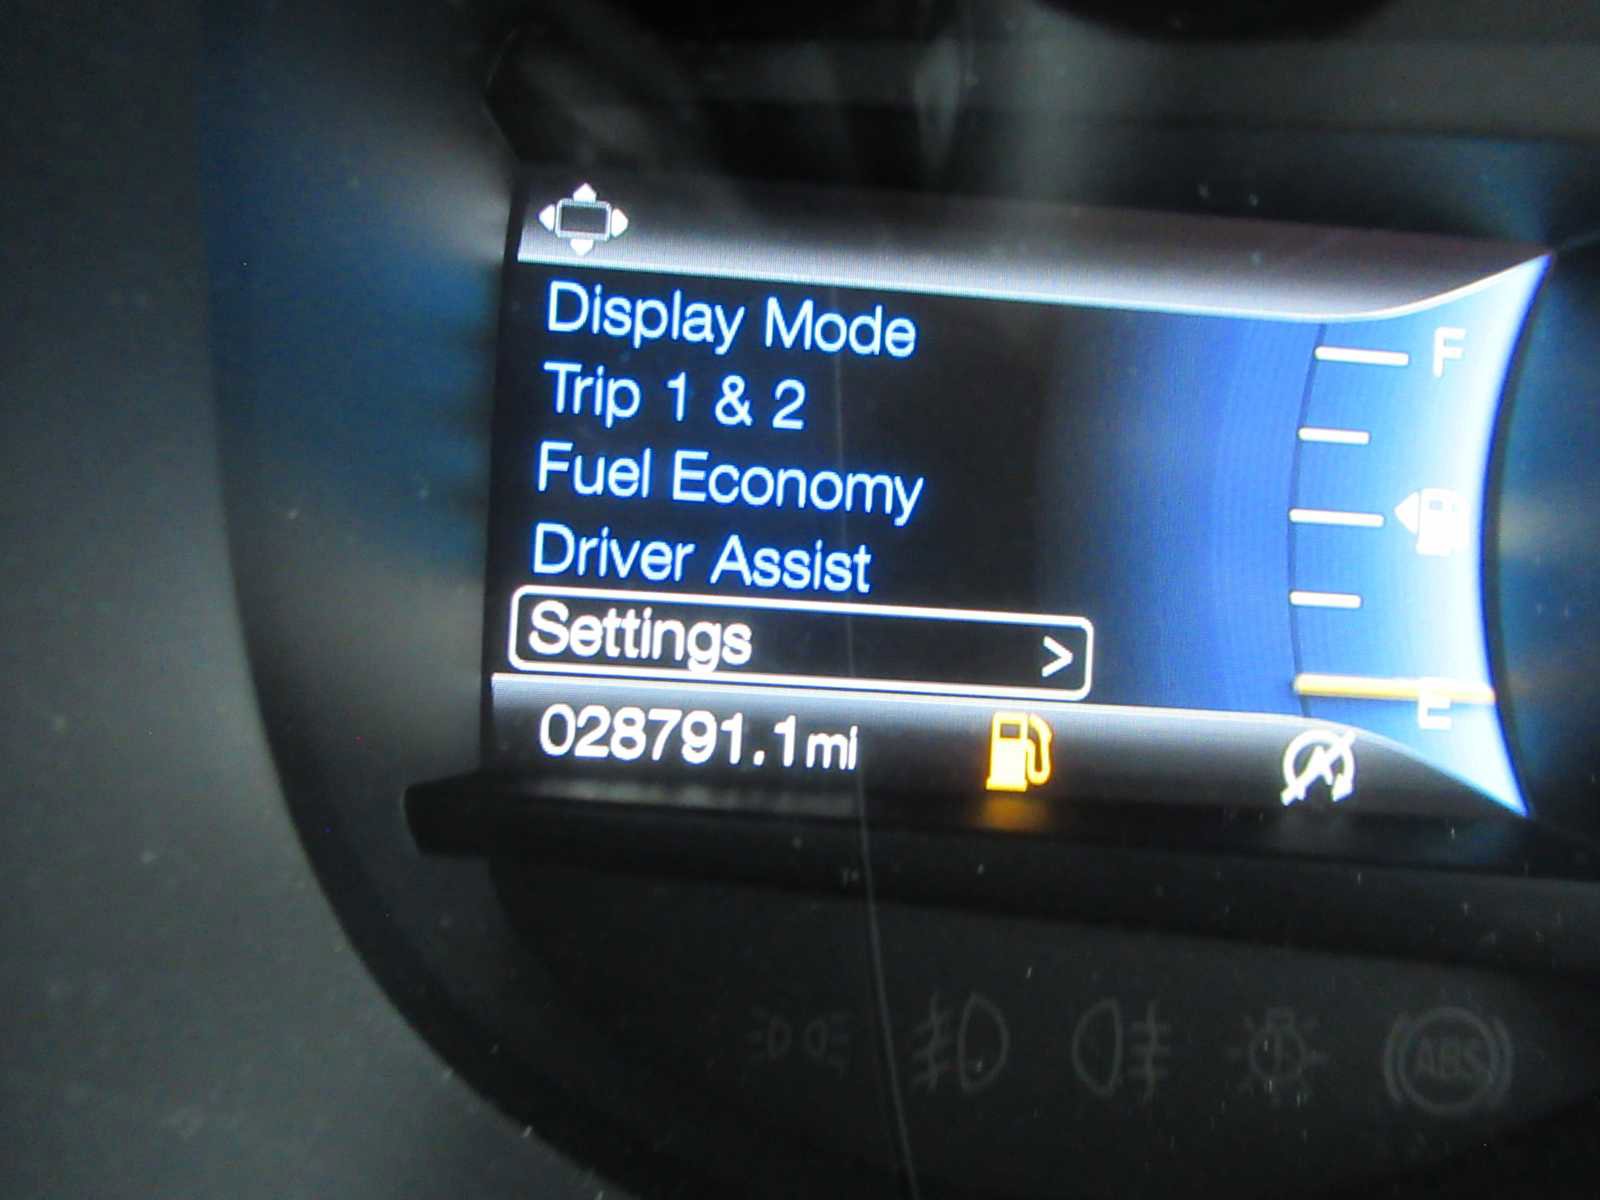 Display Mode
F
Trip 1 & 2
Fuel Economy
Driver Assist
Settings >
E
028791.1mi
ABS